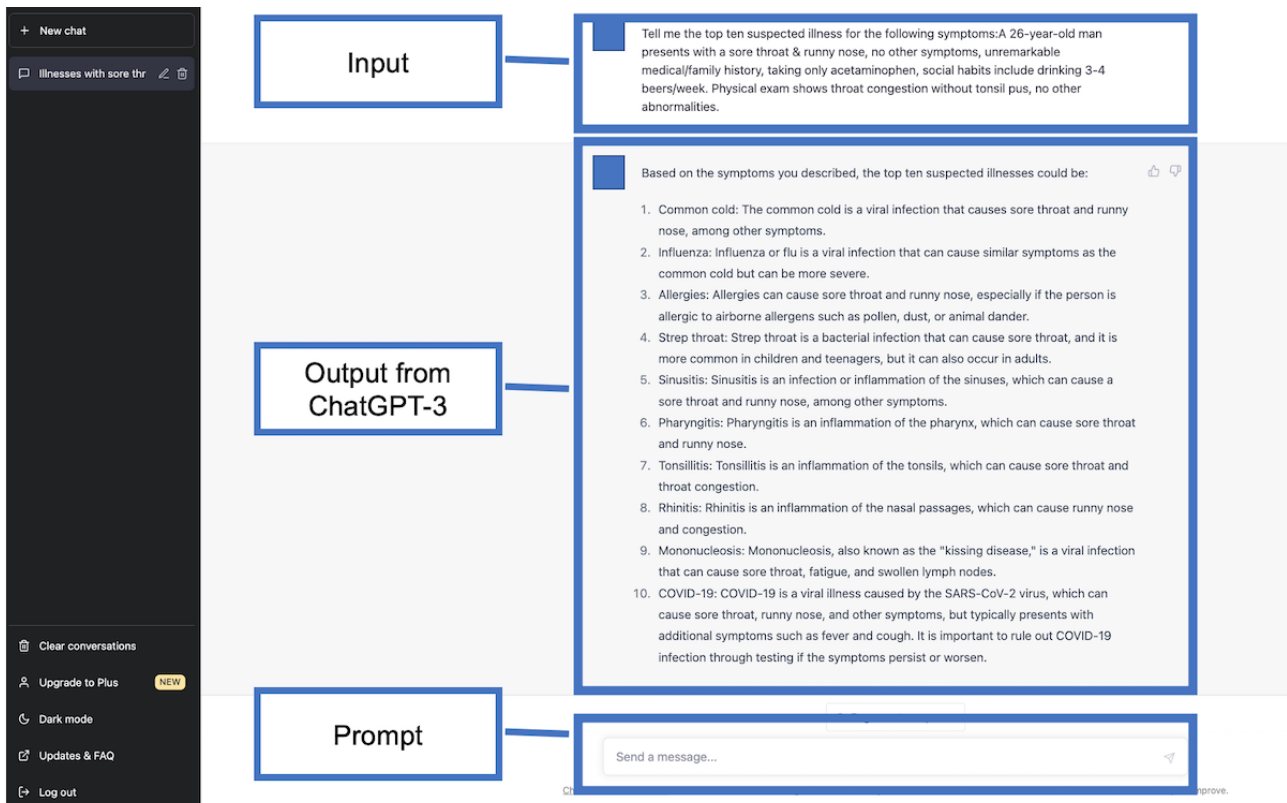 New chat
Illnesses with sore thr
Clear conversations
Upgrade to Plus
NEW
Dark mode
Updates & FAQ
Log out
Input
Tell me the top ten suspected illness for the following symptoms:A 26-year-old man
presents with a sore throat & runny nose, no other symptoms, unremarkable
medical/family history, taking only acetaminophen, social habits include drinking 3-4
beers/week. Physical exam shows throat congestion without tonsil pus, no other
abnormalities.
Output from
ChatGPT-3
Based on the symptoms you described, the top ten suspected illnesses could be:
1. Common cold: The common cold is a viral infection that causes sore throat and runny
nose, among other symptoms.
2. Influenza: Influenza or flu is a viral infection that can cause similar symptoms as the
common cold but can be more severe.
3. Allergies: Allergies can cause sore throat and runny nose, especially if the person is
allergic to airborne allergens such as pollen, dust, or animal dander.
4. Strep throat: Strep throat is a bacterial infection that can cause sore throat, and it is
more common in children and teenagers, but it can also occur in adults.
5. Sinusitis: Sinusitis is an infection or inflammation of the sinuses, which can cause a
sore throat and runny nose, among other symptoms.
6. Pharyngitis: Pharyngitis is an inflammation of the pharynx, which can cause sore throat
and runny nose.
7. Tonsillitis: Tonsillitis is an inflammation of the tonsils, which can cause sore throat and
throat congestion.
8. Rhinitis: Rhinitis is an inflammation of the nasal passages, which can cause runny nose
and congestion.
9. Mononucleosis: Mononucleosis, also known as the "kissing disease," is a viral infection
that can cause sore throat, fatigue, and swollen lymph nodes.
10. COVID-19: COVID-19 is a viral illness caused by the SARS-CoV-2 virus, which can
cause sore throat, runny nose, and other symptoms, but typically presents with
additional symptoms such as fever and cough. It is important to rule out COVID-19
infection through testing if the symptoms persist or worsen.
Prompt
Send a message...